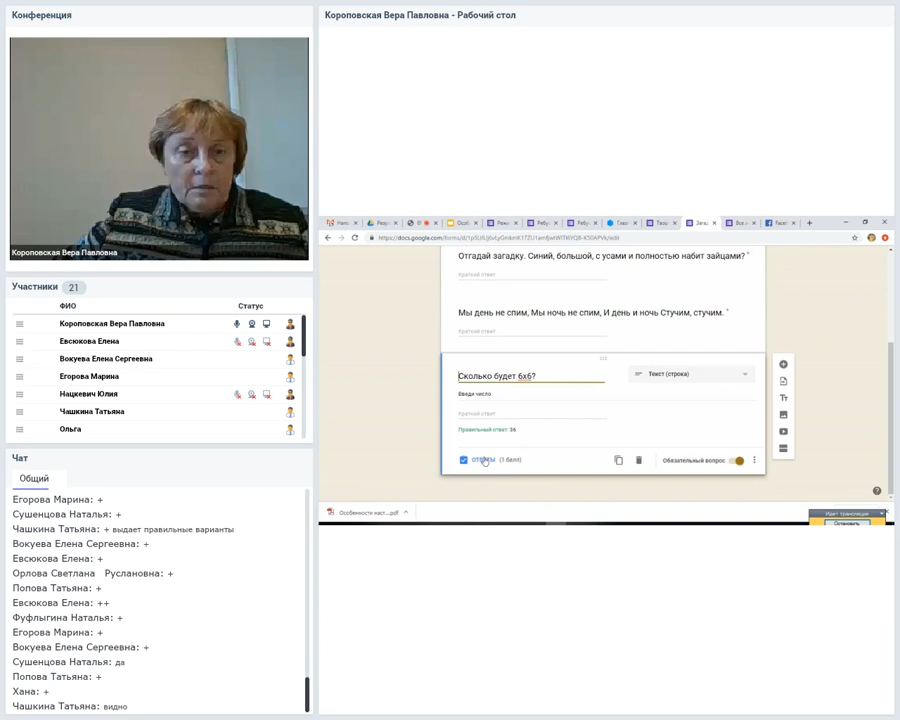 Конференция
Короповская Вера Павловна
Участники 21
ФИО Статус
Короповская Вера Павловна
Евсюкова Елена
Вокуева Елена Сергеевна
Егорова Марина
Нацкевич Юлия
Чашкина Татьяна
Ольга
Чат
Общий
Егорова Марина: +
Сушенцова Наталья: +
Чашкина Татьяна: + выдает правильные варианты
Вокуева Елена Сергеевна: +
Евсюкова Елена: +
Орлова Светлана Руслановна: +
Попова Татьяна: +
Евсюкова Елена: ++
Фуфлыгина Наталья: +
Егорова Марина: +
Вокуева Елена Сергеевна: +
Сушенцова Наталья: да
Попова Татьяна: +
Хана: +
Чашкина Татьяна: видно
Короповская Вера Павловна - Рабочий стол
Отгадай загадку. Синий, большой, с усами и полностью набит зайцами? *
Краткий ответ
Мы день не спим, Мы ночь не спим, И день и ночь Стучим, стучим. *
Краткий ответ
Сколько будет 6х6?
Текст (строка)
Введи число
Краткий ответ
Правильный ответ: 36
ОТВЕТЫ (1 балл)
Обязательный вопрос
Особенности наст....pdf
Идет трансляция
Остановить